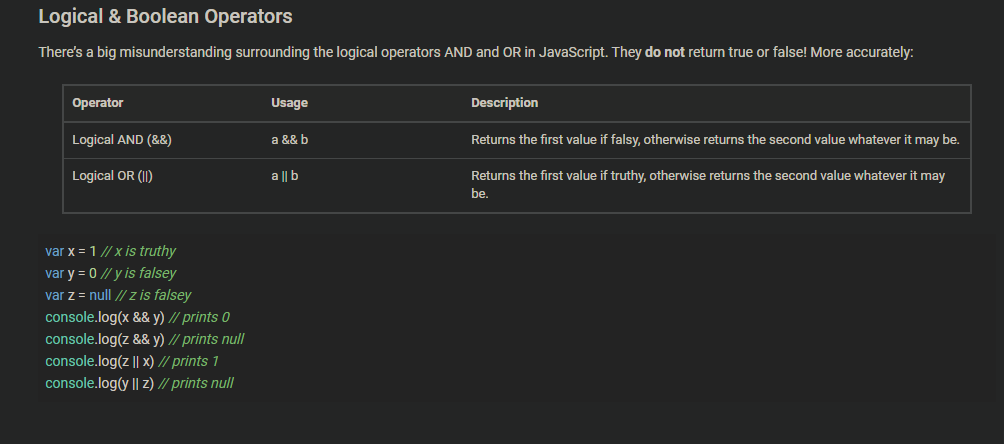 Logical & Boolean Operators
There's a big misunderstanding surrounding the logical operators AND and OR in JavaScript. They do not return true or false! More accurately:
Operator Usage Description
Logical AND (&&) a && b Returns the first value if falsy, otherwise returns the second value whatever it may be.
Logical OR (||) a || b Returns the first value if truthy, otherwise returns the second value whatever it may
be.
var x = 1 // x is truthy
var y = 0 // y is falsey
var z = null // z is falsey
console.log(x && y) // prints 0
console.log(z && y) // prints null
console.log(z || x) // prints 1
console.log(y || z) // prints null